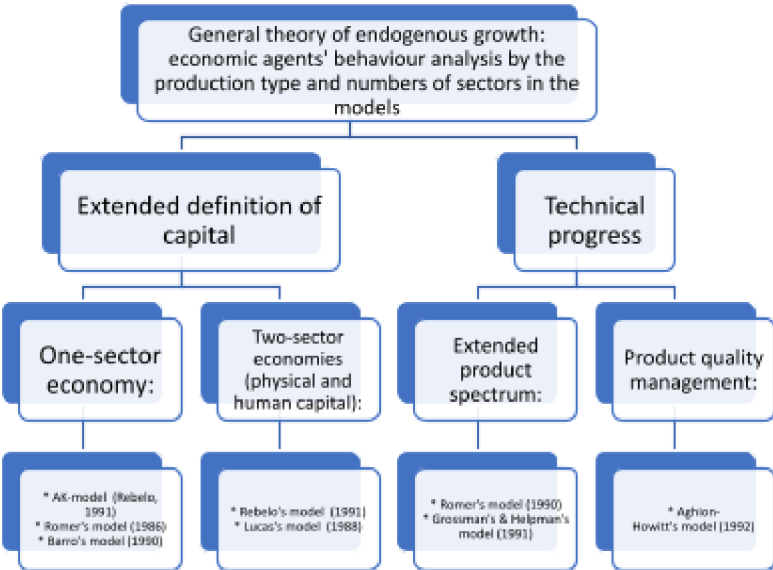 General theory of endogenous growth:
economic agents' behaviour analysis by the
production type and numbers of sectors in the
models
Extended definition of
capital
Technical
progress
One-sector
economy:
Two-sector
economies
(physical and
human capital):
Extended
product
spectrum:
Product quality
management:
* AK-model (Rebelo,
1991)
* Romer's model (1986)
* Barro's model (1990)
* Rebelo's model (1991)
* Lucas's model (1988)
* Romer's model (1990)
* Grossman's & Helpman's
model (1991)
* Aghion-
Howitt's model (1992)